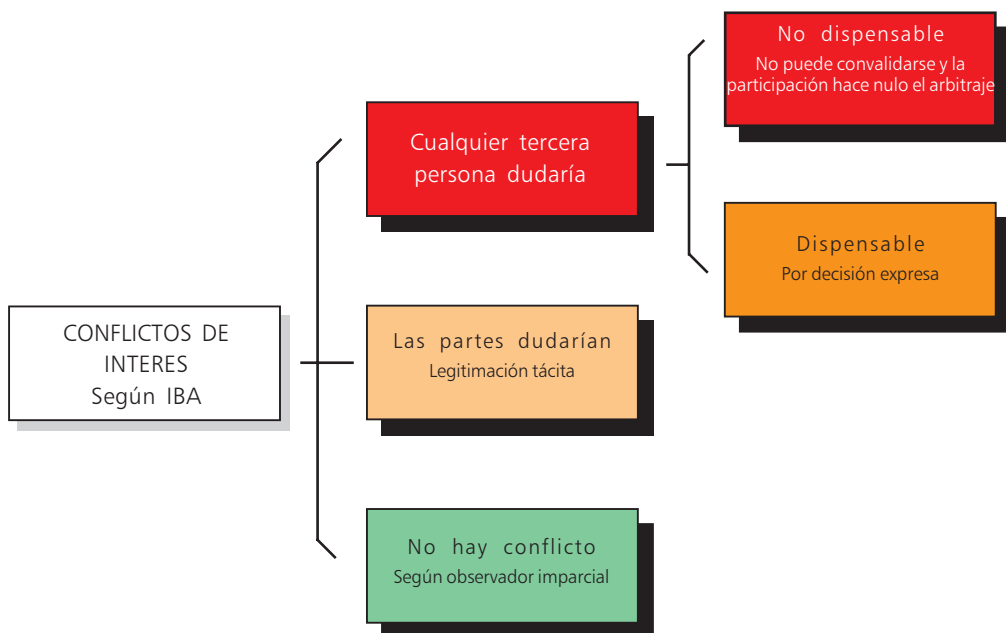 CONFLICTOS DE
INTERES
Según IBA
Cualquier tercera
persona dudaría
No dispensable
No puede convalidarse y la
participación hace nulo el arbitraje
Dispensable
Por decisión expresa
Las partes dudarían
Legitimación tácita
No hay conflicto
Según observador imparcial